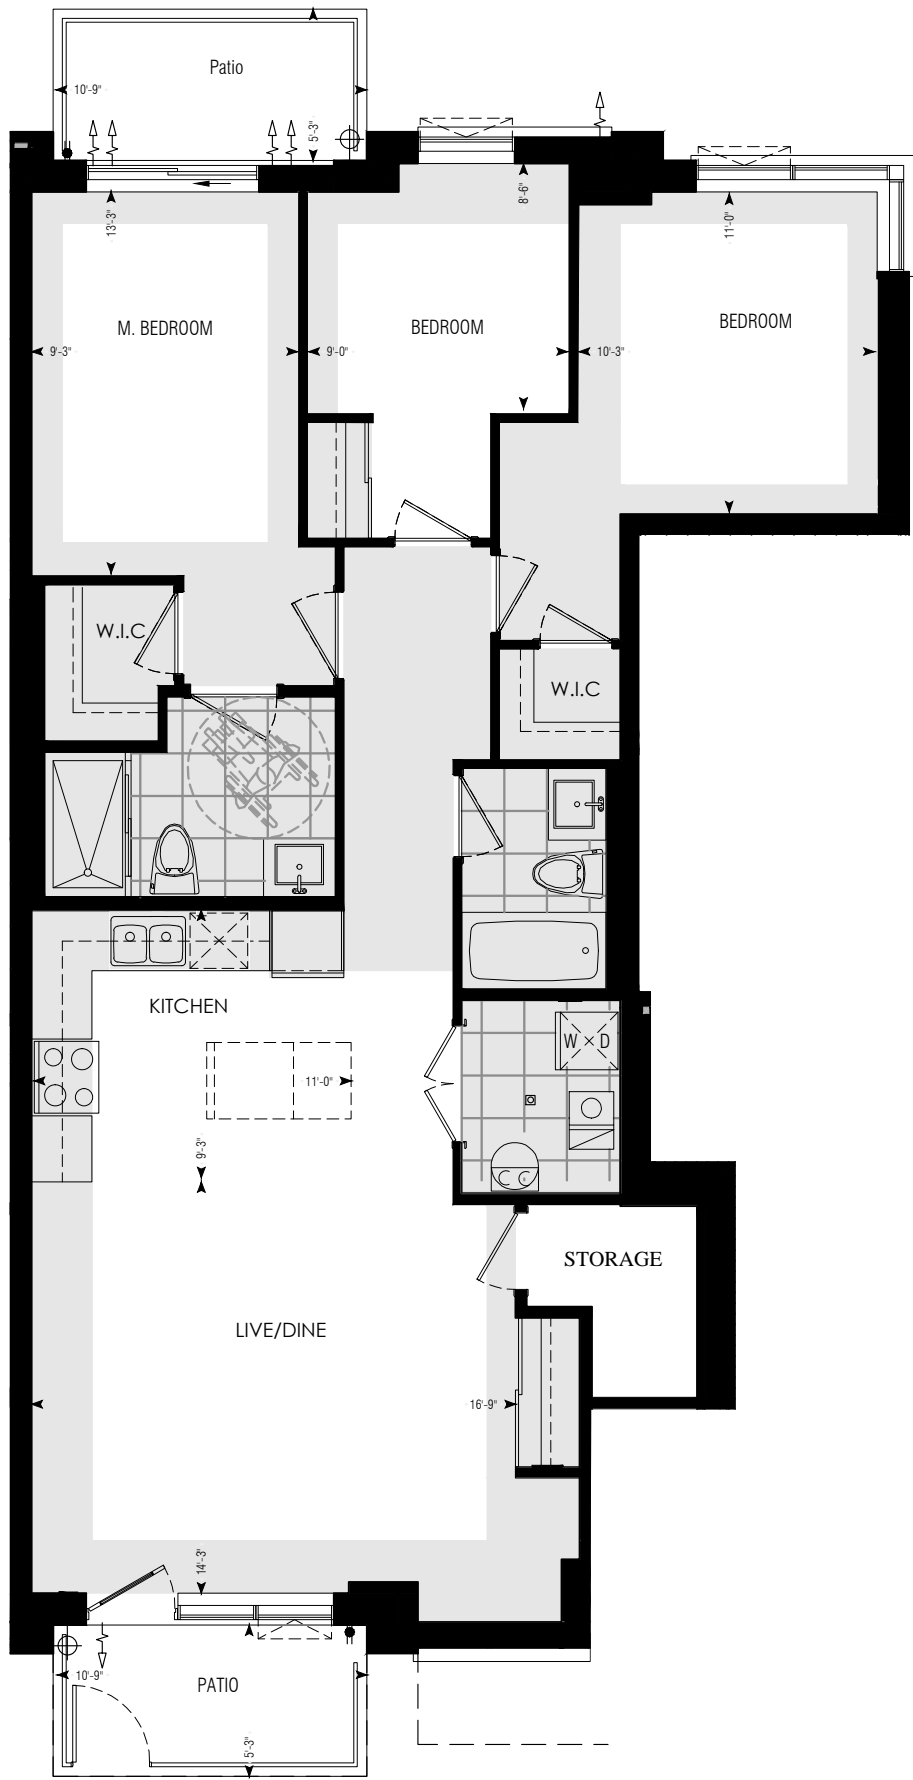 Patio
10'-9"
5'-3"
13'-3"
8'-6"
11'-0"
M. BEDROOM
BEDROOM
BEDROOM
9'-3"
9'-0"
10'-3"
W.I.C
W.I.C
KITCHEN
W D
11'-0"
9'-3"
C C
STORAGE
LIVE/DINE
16'-9"
14'-3"
10'-9"
PATIO
5'-3"